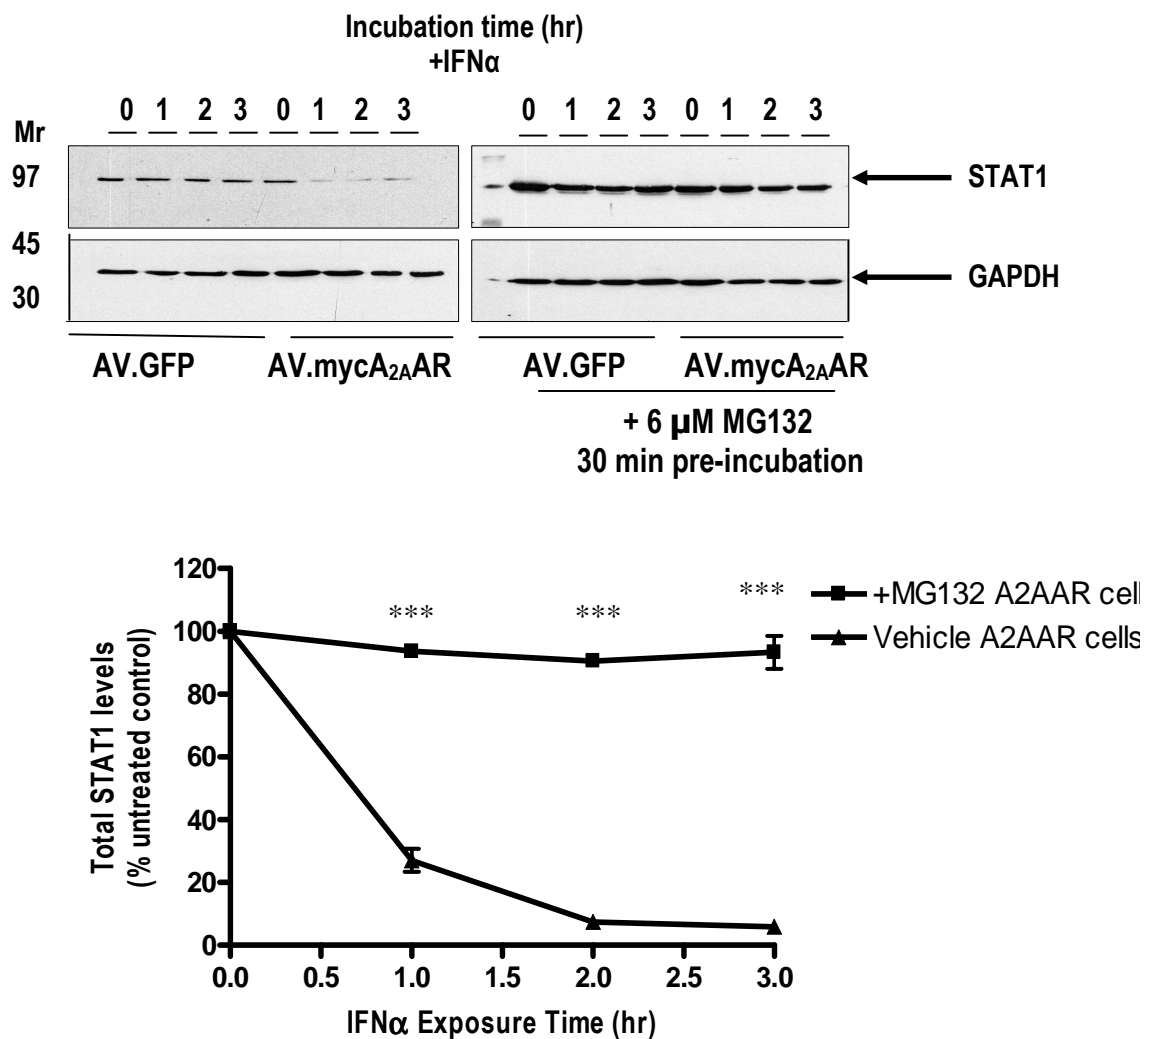 Incubation time (hr)
+IFNα
0 1 2 3 0 1 2 3 0 1 2 3 0 1 2 3
Mr
97
STAT1
45
GAPDH
30
AV.GFP AV.mycA2AAR AV.GFP AV.mycA2AAR
+ 6 µM MG132
30 min pre-incubation
120
100
80
60
40
20
0
Total STAT1 levels
(% untreated control)
*** *** ***
+MG132 A2AAR cell
Vehicle A2AAR cells
0.0 0.5 1.0 1.5 2.0 2.5 3.0
IFNα Exposure Time (hr)